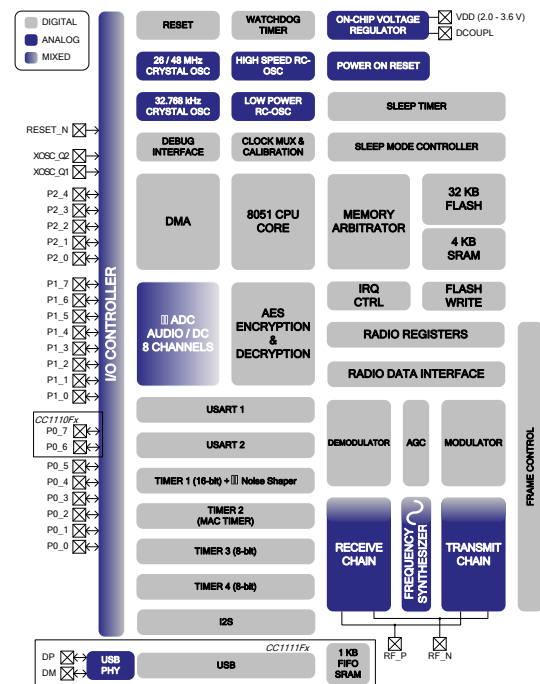 DIGITAL
ANALOG
MIXED
RESET
WATCHDOG
TIMER
ON-CHIP VOLTAGE
REGULATOR
VDD (2.0 - 3.6 V)
DCOUPL
26 / 48 MHz
CRYSTAL OSC
HIGH SPEED RC-
OSC
POWER ON RESET
32.768 kHz
CRYSTAL OSC
LOW POWER
RC-OSC
SLEEP TIMER
DEBUG
INTERFACE
CLOCK MUX &
CALIBRATION
SLEEP MODE CONTROLLER
RESET_N
XOSC_Q2
XOSC_Q1
P2_4
P2_3
P2_2
P2_1
P2_0
P1_7
P1_6
P1_5
P1_4
P1_3
P1_2
P1_1
P1_0
CC1110Fx
P0_7
P0_6
P0_5
P0_4
P0_3
P0_2
P0_1
P0_0
I/O CONTROLLER
DMA
8051 CPU
CORE
MEMORY
ARBITRATOR
32 KB
FLASH
4 KB
SRAM
ADC
AUDIO / DC
8 CHANNELS
AES
ENCRYPTION
&
DECRYPTION
IRQ
CTRL
FLASH
WRITE
RADIO REGISTERS
RADIO DATA INTERFACE
USART 1
USART 2
TIMER 1 (16-bit) + Noise Shaper
TIMER 2
(MAC TIMER)
TIMER 3 (8-bit)
TIMER 4 (8-bit)
I2S
DEMODULATOR
AGC
MODULATOR
FRAME CONTROL
RECEIVE
CHAIN
FREQUENCY
SYNTHESIZER
TRANSMIT
CHAIN
RF_P
RF_N
CC1111Fx
DP
DM
USB
PHY
USB
1 KB
FIFO
SRAM